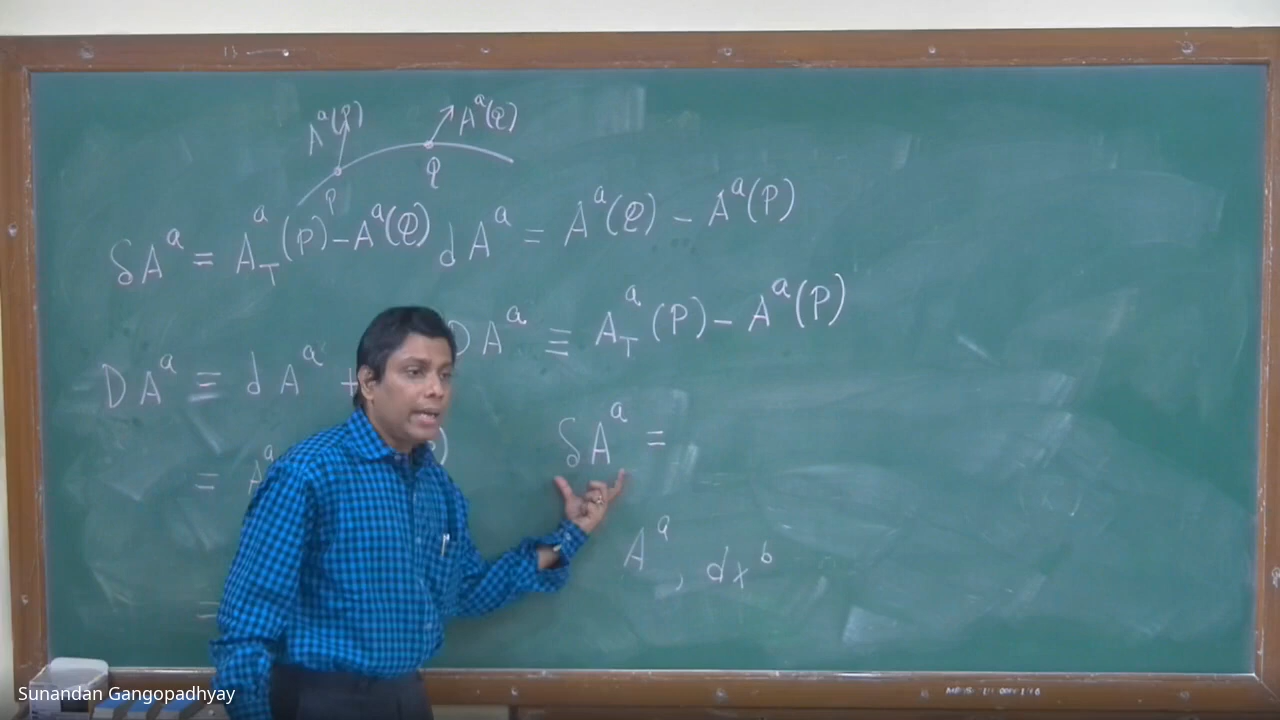 A^a(P) A^a(Q)
P Q
δA^a = A_T^a(P) - A^a(Q) dA^a = A^a(Q) - A^a(P)
DA^a ≡ A_T^a(P) - A^a(P)
DA^a ≡ dA^a +
δA^a =
= A^a )
A^a, dx^b
=
Sunandan Gangopadhyay